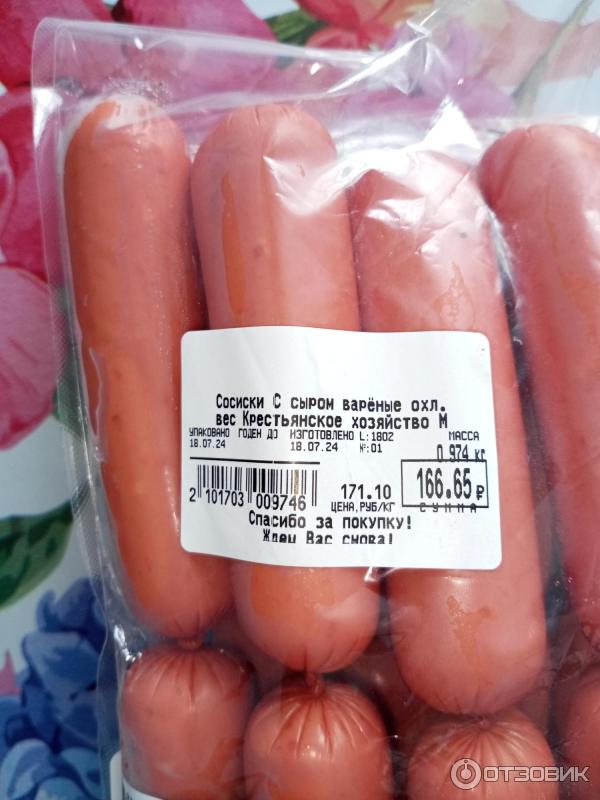 Сосиски С сыром варёные охл.
вес Крестьянское хозяйство М
УПАКОВАНО ГОДЕН ДО ИЗГОТОВЛЕНО L:1802 МАССА
18.07.24 18.07.24 №:01 0.974 кг
2 101703 009746 171.10 166.65 ₽
ЦЕНА,РУБ/КГ СУММА
Спасибо за покупку!
Ждем Вас снова!
ОТЗОВИК